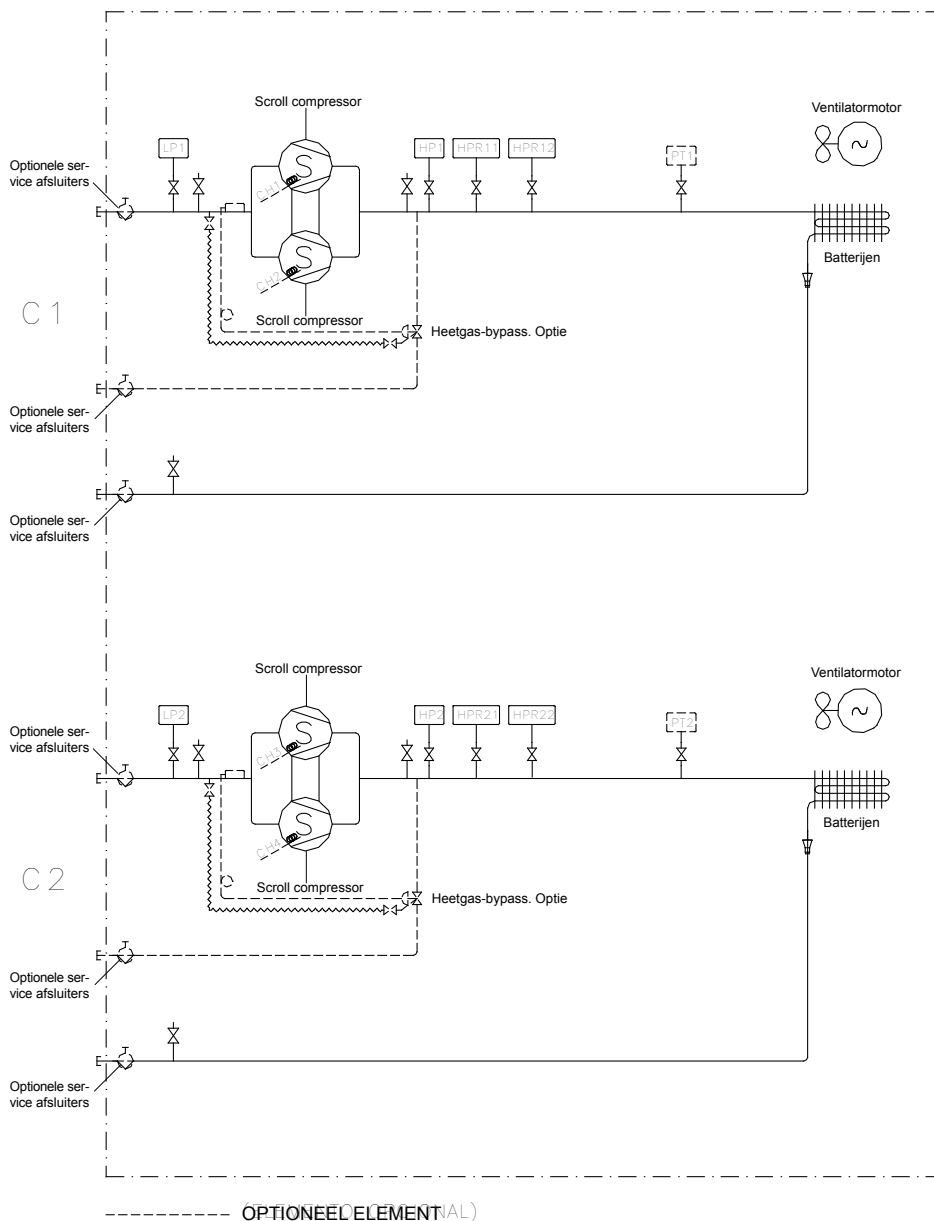 Scroll compressor
Ventilatormotor
LP1
HP1
HPR11
HPR12
PT1
Optionele ser-
vice afsluiters
S
CH1
S
CH2
Batterijen
C 1
Scroll compressor
Heetgas-bypass. Optie
Optionele ser-
vice afsluiters
Optionele ser-
vice afsluiters
Scroll compressor
Ventilatormotor
LP2
HP2
HPR21
HPR22
PT2
Optionele ser-
vice afsluiters
S
CH3
S
CH4
Batterijen
C 2
Scroll compressor
Heetgas-bypass. Optie
Optionele ser-
vice afsluiters
Optionele ser-
vice afsluiters
OPTIONEEL ELEMENT
(ELEMENTO OPCIONAL)